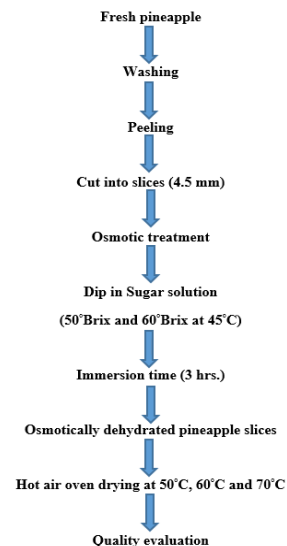 Fresh pineapple
Washing
Peeling
Cut into slices (4.5 mm)
Osmotic treatment
Dip in Sugar solution
(50°Brix and 60°Brix at 45°C)
Immersion time (3 hrs.)
Osmotically dehydrated pineapple slices
Hot air oven drying at 50°C, 60°C and 70°C
Quality evaluation